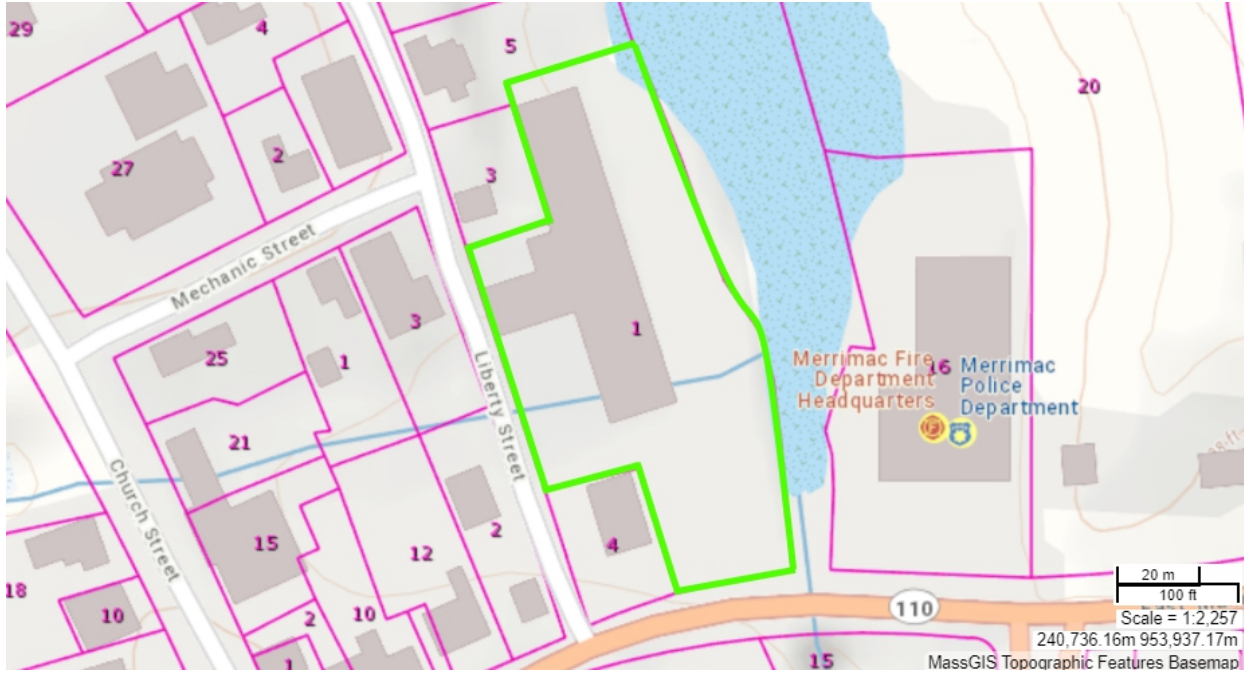 29
4
5
20
27
2
3
Mechanic Street
25
1
3
1
Liberty Street
Merrimac Fire
Department
Headquarters
16
Merrimac
Police
Department
F
21
Church Street
15
12
2
4
18
10
2
10
1
15
110
20 m
100 ft
Scale = 1:2,257
240,736.16m 953,937.17m
MassGIS Topographic Features Basemap